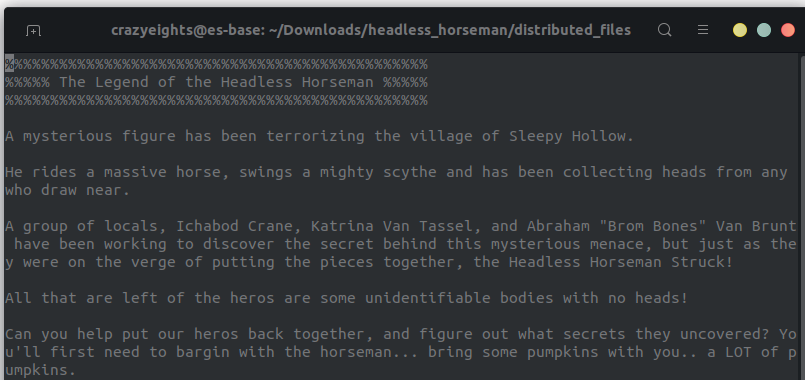 crazyeights@es-base: ~/Downloads/headless_horseman/distributed_files
%%%%%%%%%%%%%%%%%%%%%%%%%%%%%%%%%%%%%%%%%%%%%%%
%%%%% The Legend of the Headless Horseman %%%%%
%%%%%%%%%%%%%%%%%%%%%%%%%%%%%%%%%%%%%%%%%%%%%%%
A mysterious figure has been terrorizing the village of Sleepy Hollow.
He rides a massive horse, swings a mighty scythe and has been collecting heads from any
who draw near.
A group of locals, Ichabod Crane, Katrina Van Tassel, and Abraham "Brom Bones" Van Brunt
have been working to discover the secret behind this mysterious menace, but just as the
y were on the verge of putting the pieces together, the Headless Horseman Struck!
All that are left of the heros are some unidentifiable bodies with no heads!
Can you help put our heros back together, and figure out what secrets they uncovered? Yo
u'll first need to bargin with the horseman... bring some pumpkins with you.. a LOT of p
umpkins.